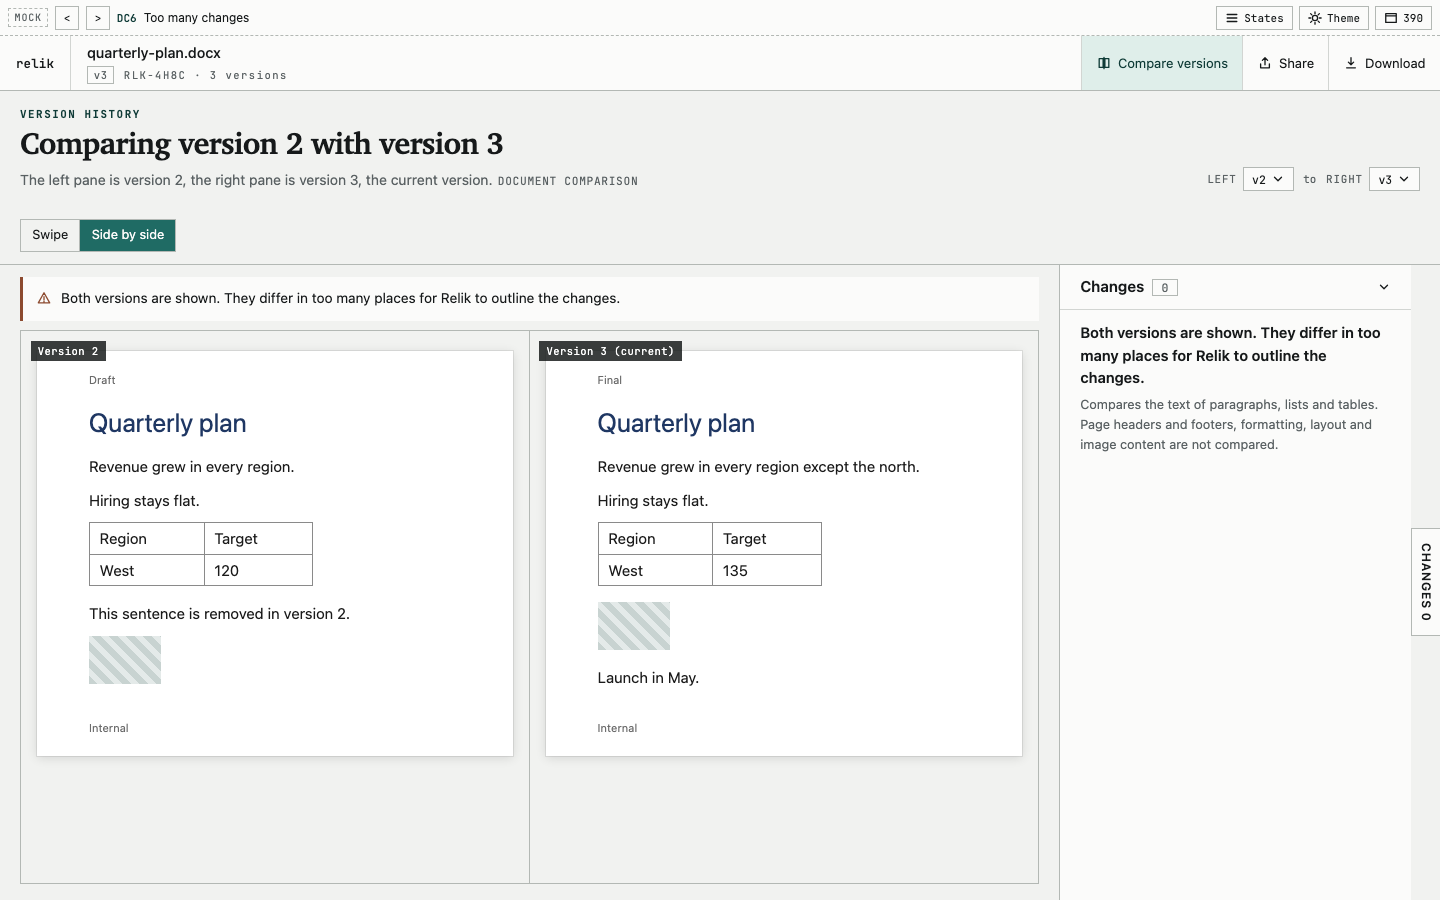 MOCK < > DC6 Too many changes States Theme 390
relik
quarterly-plan.docx
v3 RLK-4H8C · 3 versions
Compare versions Share Download
VERSION HISTORY
Comparing version 2 with version 3
The left pane is version 2, the right pane is version 3, the current version. DOCUMENT COMPARISON
LEFT v2 to RIGHT v3
Swipe Side by side
Both versions are shown. They differ in too many places for Relik to outline the changes.
Version 2
Draft
Quarterly plan
Revenue grew in every region.
Hiring stays flat.
Region Target
West 120
This sentence is removed in version 2.
Internal
Version 3 (current)
Final
Quarterly plan
Revenue grew in every region except the north.
Hiring stays flat.
Region Target
West 135
Launch in May.
Internal
Changes 0
Both versions are shown. They differ in too
many places for Relik to outline the
changes.
Compares the text of paragraphs, lists and tables.
Page headers and footers, formatting, layout and
image content are not compared.
CHANGES 0